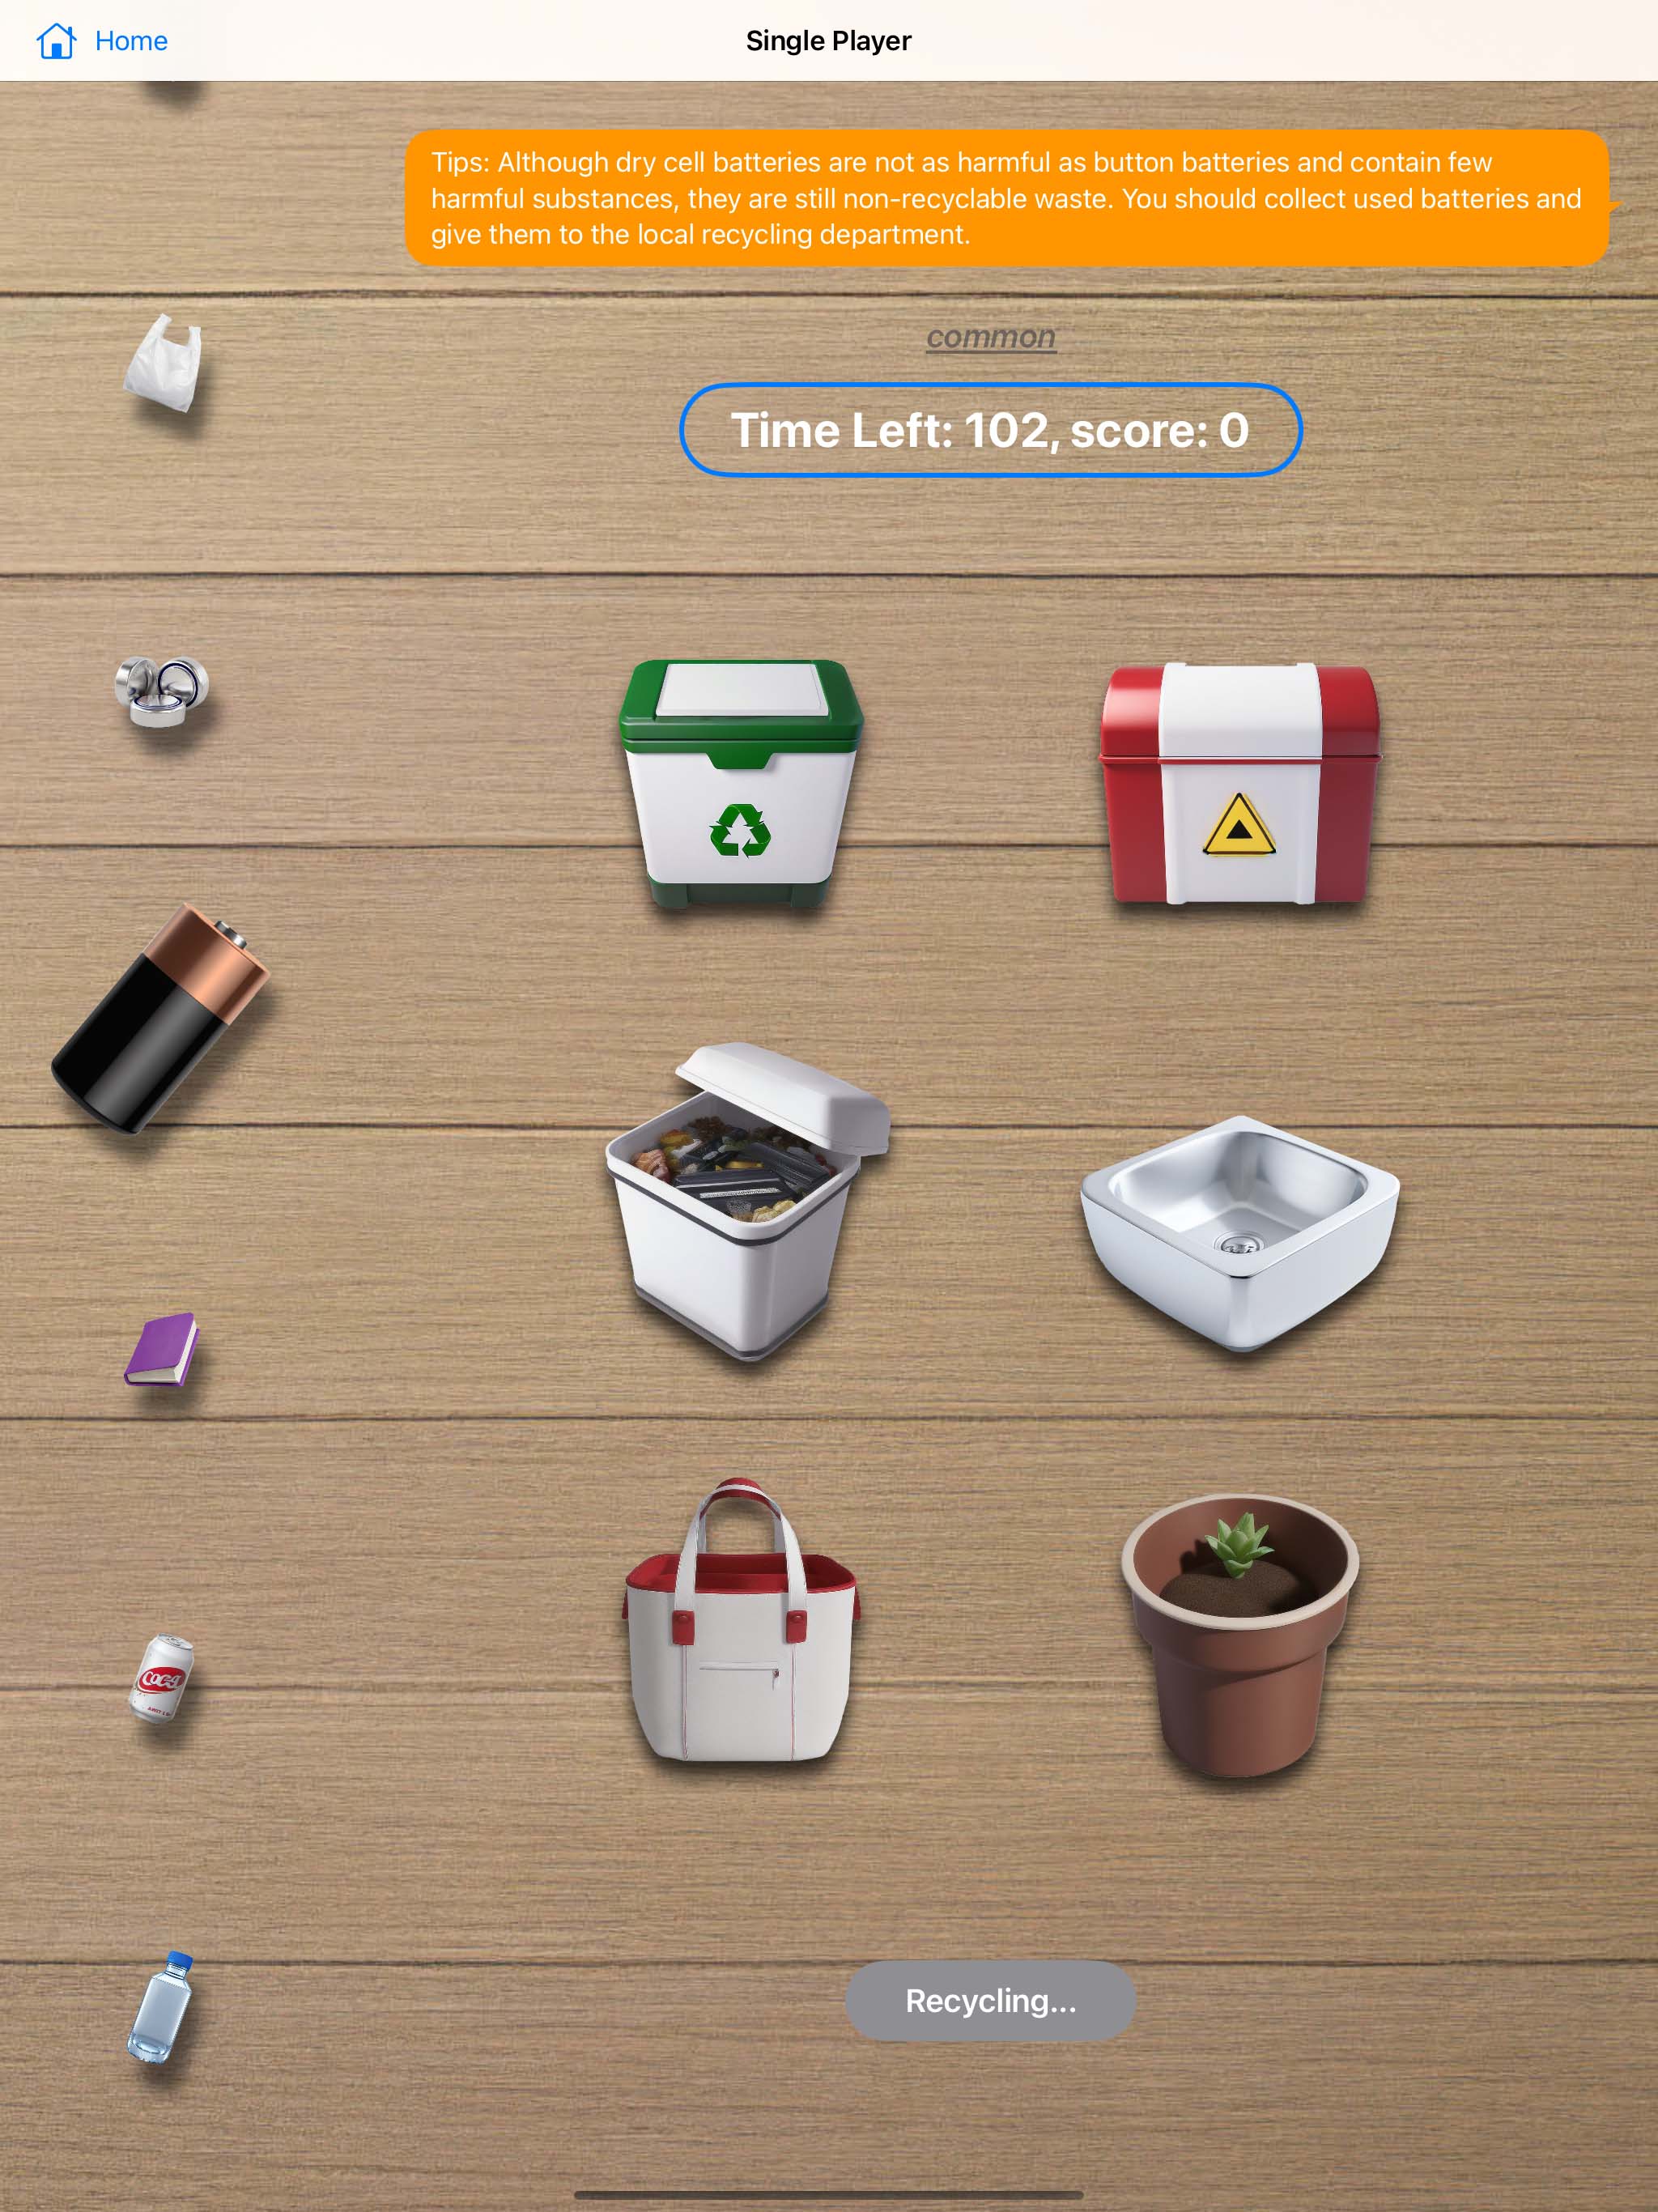 Home
Single Player
Tips: Although dry cell batteries are not as harmful as button batteries and contain few
harmful substances, they are still non-recyclable waste. You should collect used batteries and
give them to the local recycling department.
common
Time Left: 102, score: 0
Recycling...